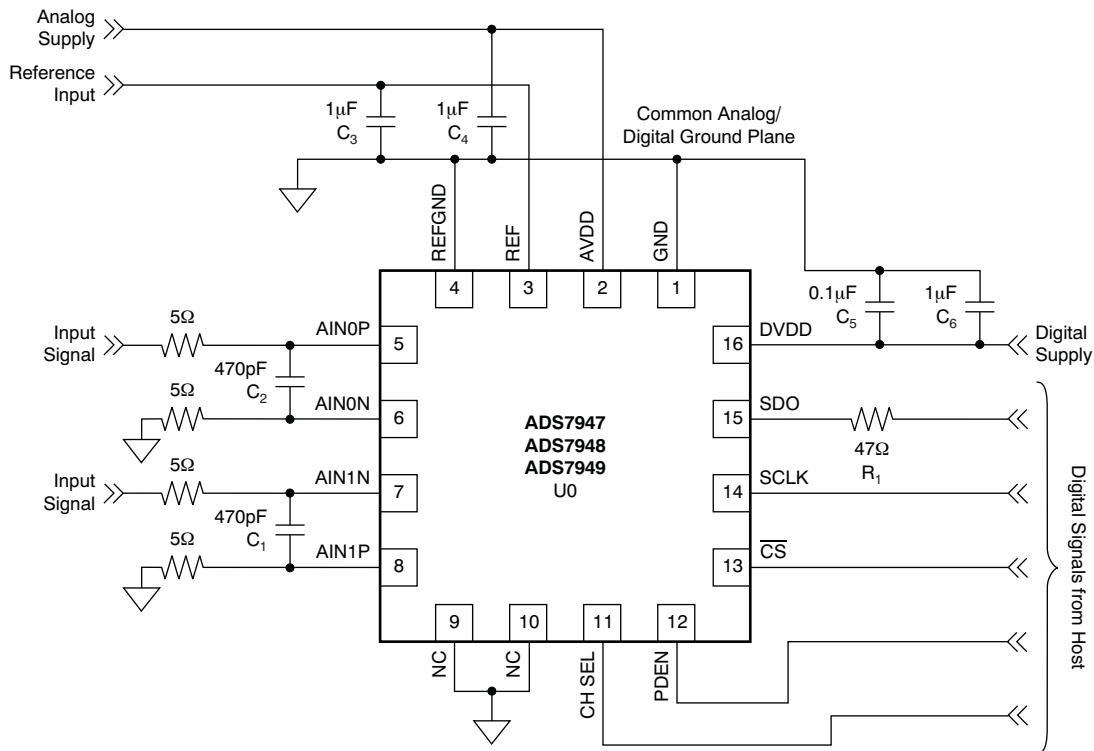 Analog
Supply
Reference
Input
1µF
C3
1µF
C4
Common Analog/
Digital Ground Plane
REFGND
REF
AVDD
GND
4
3
2
1
0.1µF
C5
1µF
C6
Input
Signal
5Ω
AIN0P
5
DVDD
16
Digital
Supply
470pF
C2
5Ω
AIN0N
6
SDO
15
47Ω
R1
ADS7947
ADS7948
ADS7949
U0
Input
Signal
5Ω
AIN1N
7
SCLK
14
470pF
C1
5Ω
AIN1P
8
CS
13
Digital Signals from Host
9
10
11
12
NC
NC
CH SEL
PDEN